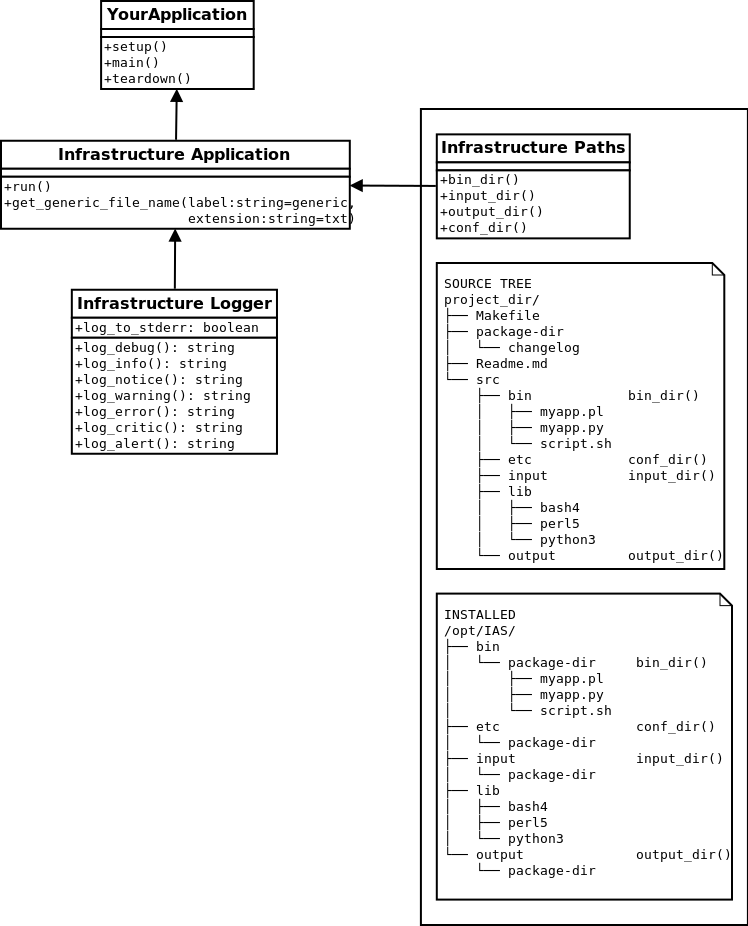 YourApplication
+setup()
+main()
+teardown()
Infrastructure Application
+run()
+get_generic_file_name(label:string=generic,
extension:string=txt)
Infrastructure Logger
+log_to_stderr: boolean
+log_debug(): string
+log_info(): string
+log_notice(): string
+log_warning(): string
+log_error(): string
+log_critic(): string
+log_alert(): string
Infrastructure Paths
+bin_dir()
+input_dir()
+output_dir()
+conf_dir()
SOURCE TREE
project_dir/
├── Makefile
├── package-dir
│   └── changelog
├── Readme.md
└── src
    ├── bin            bin_dir()
    │   ├── myapp.pl
    │   ├── myapp.py
    │   └── script.sh
    ├── etc            conf_dir()
    ├── input          input_dir()
    ├── lib
    │   ├── bash4
    │   ├── perl5
    │   └── python3
    └── output         output_dir()
INSTALLED
/opt/IAS/
├── bin
│   └── package-dir     bin_dir()
│       ├── myapp.pl
│       ├── myapp.py
│       └── script.sh
├── etc                 conf_dir()
│   └── package-dir
├── input               input_dir()
│   └── package-dir
├── lib
│   ├── bash4
│   ├── perl5
│   └── python3
└── output              output_dir()
    └── package-dir